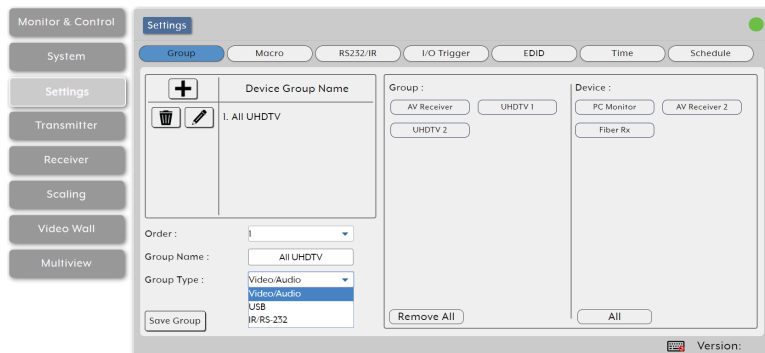 Monitor & Control
System
Settings
Transmitter
Receiver
Scaling
Video Wall
Multiview
Settings
Group Macro RS232/IR I/O Trigger EDID Time Schedule
Device Group Name
1. All UHDTV
Order : 1
Group Name : All UHDTV
Group Type : Video/Audio
Video/Audio
USB
IR/RS-232
Save Group
Group :
AV Receiver UHDTV 1
UHDTV 2
Remove All
Device :
PC Monitor AV Receiver 2
Fiber Rx
All
Version: